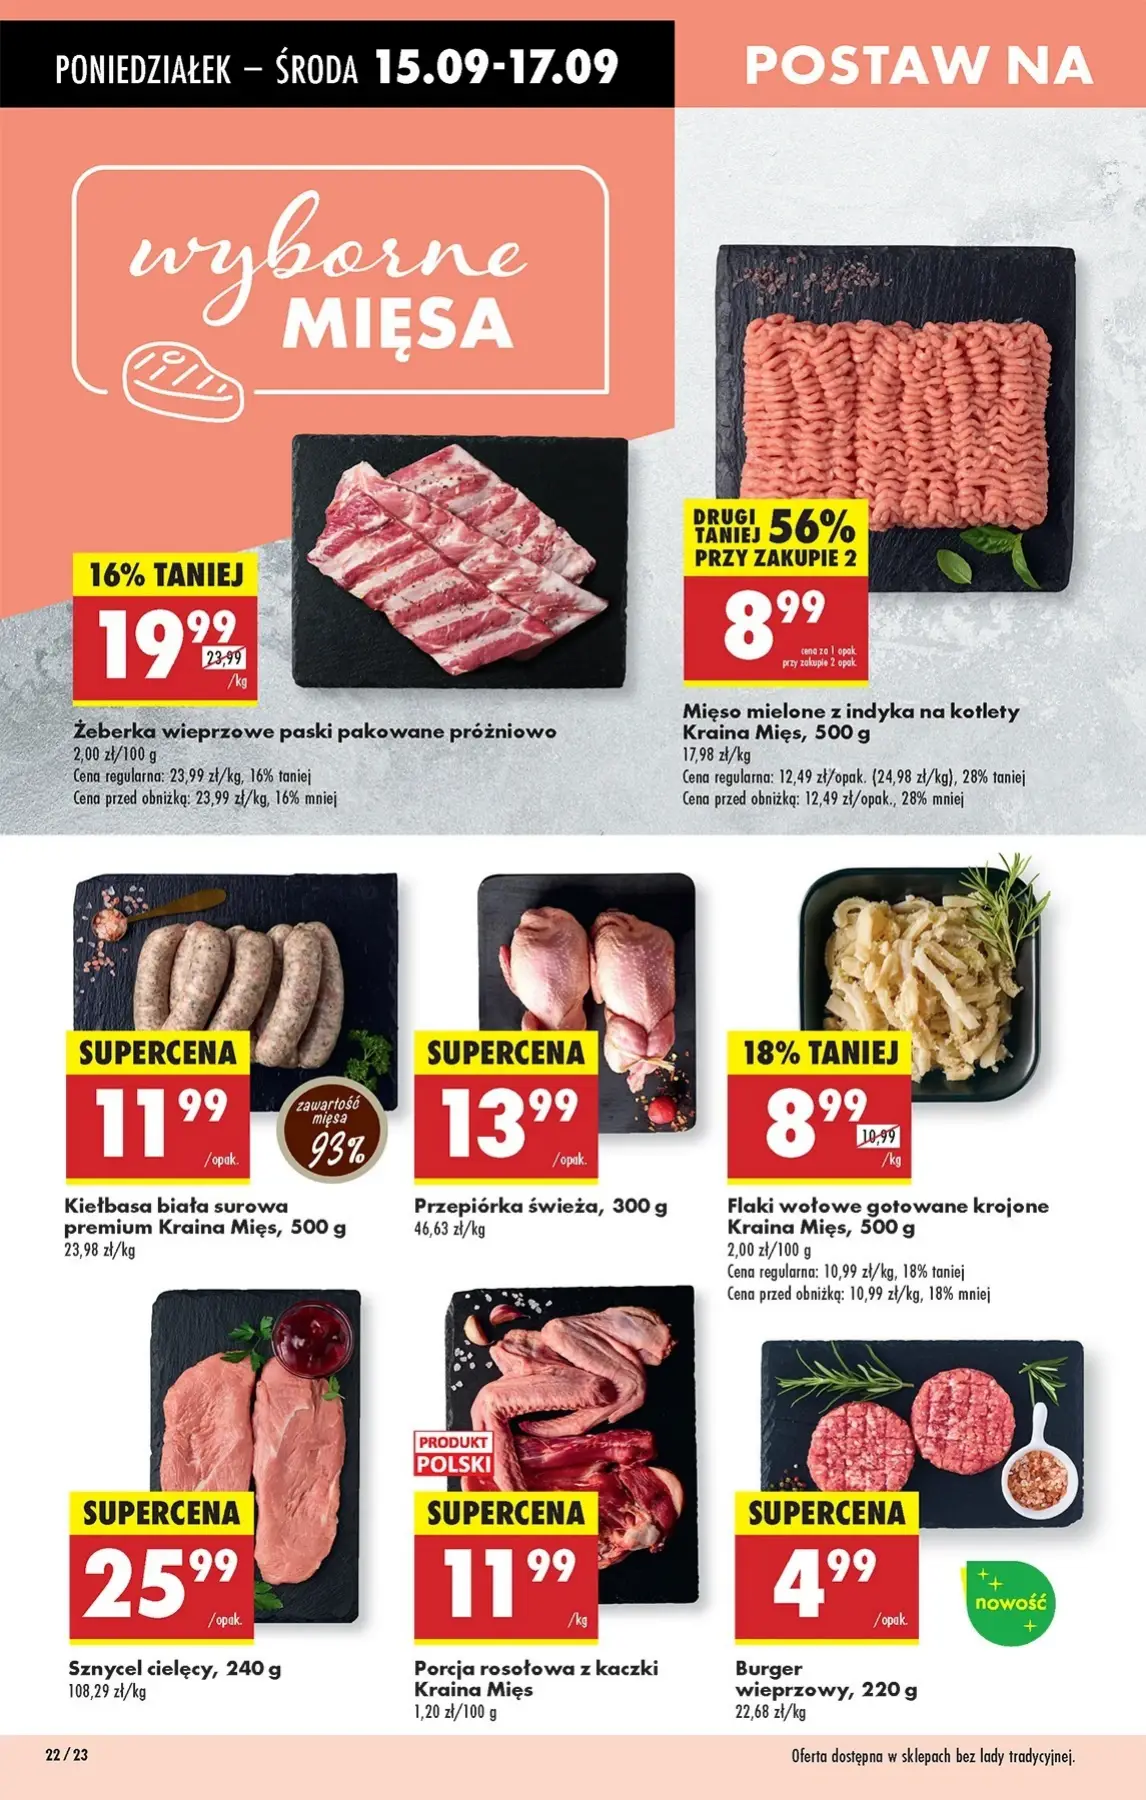 PONIEDZIAŁEK – ŚRODA 15.09-17.09
POSTAW NA
wyborne
MIĘSA
16% TANIEJ
19 99
23,99
/kg
Żeberka wieprzowe paski pakowane próżniowo
2,00 zł/100 g
Cena regularna: 23,99 zł/kg, 16% taniej
Cena przed obniżką: 23,99 zł/kg, 16% mniej
DRUGI
TANIEJ 56%
PRZY ZAKUPIE 2
8 99
cena za 1 opak.
przy zakupie 2 opak.
Mięso mielone z indyka na kotlety
Kraina Mięs, 500 g
17,98 zł/kg
Cena regularna: 12,49 zł/opak. (24,98 zł/kg), 28% taniej
Cena przed obniżką: 12,49 zł/opak., 28% mniej
SUPERCENA
11 99
/opak.
zawartość
mięsa
93%
Kiełbasa biała surowa
premium Kraina Mięs, 500 g
23,98 zł/kg
SUPERCENA
13 99
/opak.
Przepiórka świeża, 300 g
46,63 zł/kg
18% TANIEJ
8 99
10,99
/kg
Flaki wołowe gotowane krojone
Kraina Mięs, 500 g
2,00 zł/100 g
Cena regularna: 10,99 zł/kg, 18% taniej
Cena przed obniżką: 10,99 zł/kg, 18% mniej
SUPERCENA
25 99
/opak.
Sznycel cielęcy, 240 g
108,29 zł/kg
PRODUKT
POLSKI
SUPERCENA
11 99
/kg
Porcja rosołowa z kaczki
Kraina Mięs
1,20 zł/100 g
SUPERCENA
4 99
/opak.
nowość
Burger
wieprzowy, 220 g
22,68 zł/kg
22 / 23
Oferta dostępna w sklepach bez lady tradycyjnej.